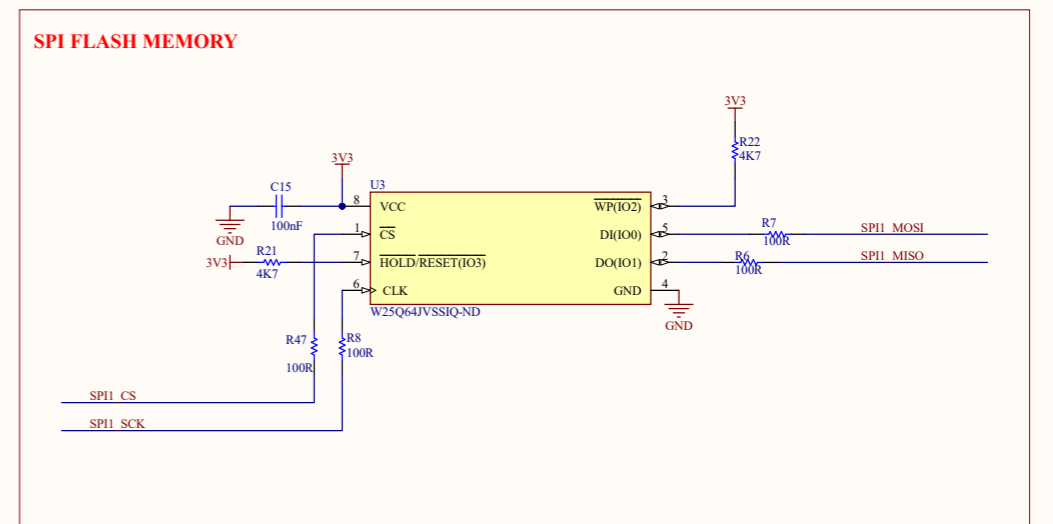 SPI FLASH MEMORY
3V3
R22
4K7
3V3
C15
100nF
GND
U3
8
VCC
1
CS
R21
3V3
4K7
7
HOLD/RESET(IO3)
6
CLK
WP(IO2)
3
DI(IO0)
5
R7
100R
SPI1_MOSI
DO(IO1)
2
R6
100R
SPI1_MISO
GND
4
GND
W25Q64JVSSIQ-ND
R47
100R
R8
100R
SPI1_CS
SPI1_SCK